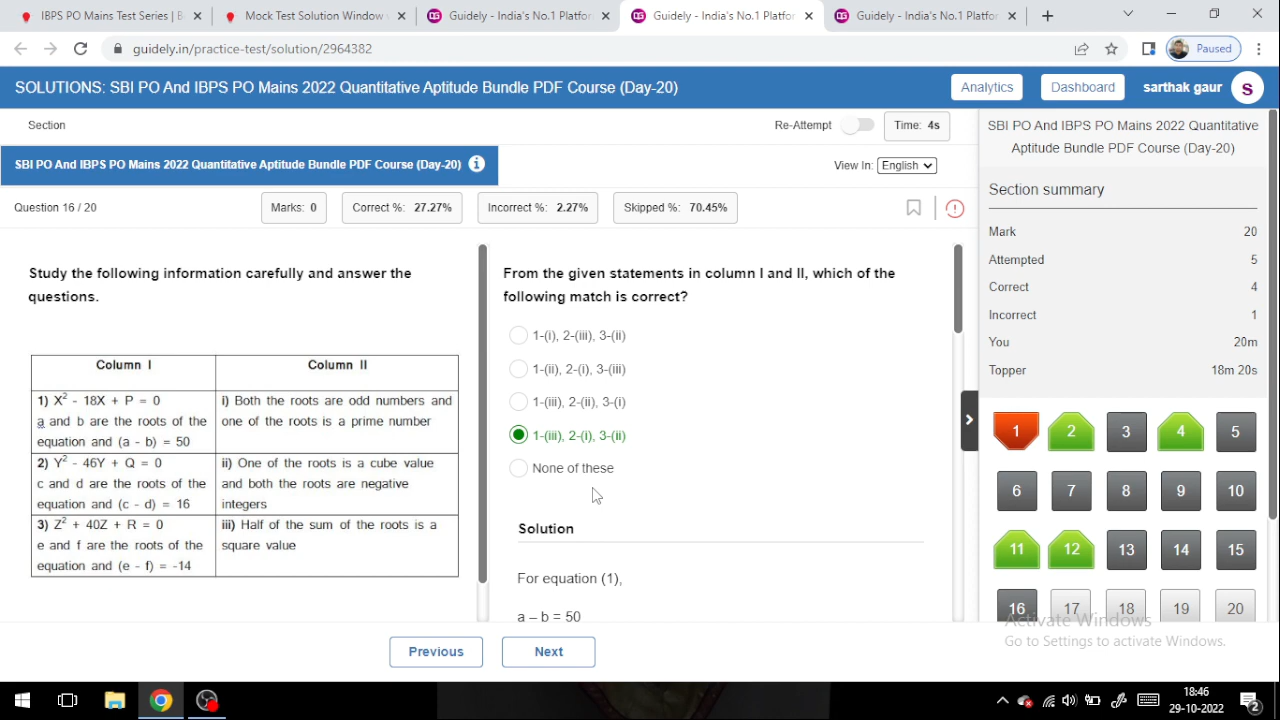 IBPS PO Mains Test Series | B
Mock Test Solution Window
Guidely - India's No.1 Platfor
Guidely - India's No.1 Platfor
Guidely - India's No.1 Platfor
guidely.in/practice-test/solution/2964382
Paused
SOLUTIONS: SBI PO And IBPS PO Mains 2022 Quantitative Aptitude Bundle PDF Course (Day-20)
Analytics
Dashboard
sarthak gaur
S
Section
Re-Attempt
Time: 4s
SBI PO And IBPS PO Mains 2022 Quantitative Aptitude Bundle PDF Course (Day-20)
View In: English
Question 16 / 20
Marks: 0
Correct %: 27.27%
Incorrect %: 2.27%
Skipped %: 70.45%
Study the following information carefully and answer the
questions.
Column I
Column II
1) X² - 18X + P = 0
a and b are the roots of the
equation and (a - b) = 50
i) Both the roots are odd numbers and
one of the roots is a prime number
2) Y² - 46Y + Q = 0
c and d are the roots of the
equation and (c - d) = 16
ii) One of the roots is a cube value
and both the roots are negative
integers
3) Z² + 40Z + R = 0
e and f are the roots of the
equation and (e - f) = -14
iii) Half of the sum of the roots is a
square value
From the given statements in column I and II, which of the
following match is correct?
1-(i), 2-(iii), 3-(ii)
1-(ii), 2-(i), 3-(iii)
1-(iii), 2-(ii), 3-(i)
1-(iii), 2-(i), 3-(ii)
None of these
Solution
For equation (1),
a – b = 50
Previous
Next
SBI PO And IBPS PO Mains 2022 Quantitative
Aptitude Bundle PDF Course (Day-20)
Section summary
Mark 20
Attempted 5
Correct 4
Incorrect 1
You 20m
Topper 18m 20s
1 2 3 4 5
6 7 8 9 10
11 12 13 14 15
16 17 18 19 20
Activate Windows
Go to Settings to activate Windows.
18:46
29-10-2022
2